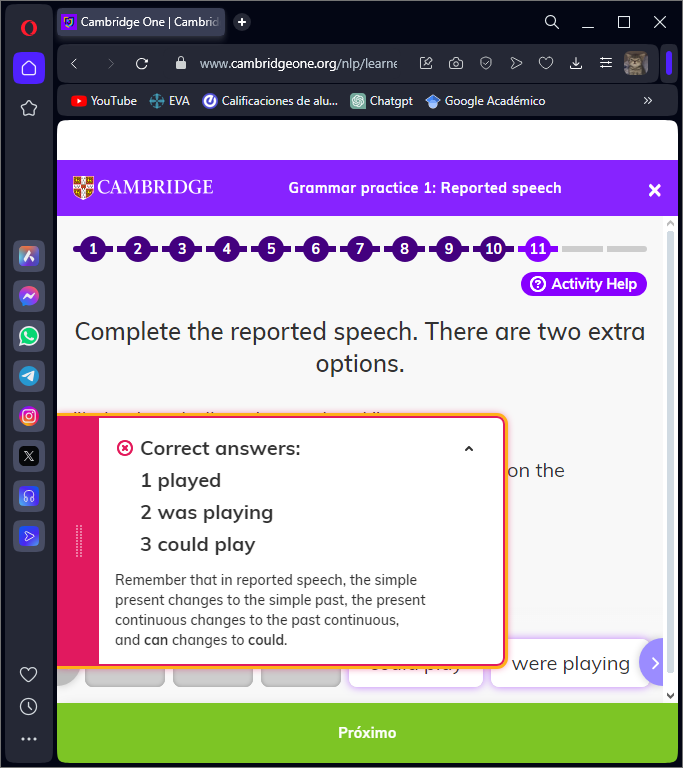 Cambridge One | Cambrid
www.cambridgeone.org/nlp/learne
YouTube EVA Calificaciones de alu... Chatgpt Google Académico »
CAMBRIDGE Grammar practice 1: Reported speech
1 2 3 4 5 6 7 8 9 10 11
Activity Help
Complete the reported speech. There are two extra
options.
Correct answers:
1 played
on the
2 was playing
3 could play
Remember that in reported speech, the simple
present changes to the simple past, the present
continuous changes to the past continuous,
and can changes to could.
could play were playing
Próximo